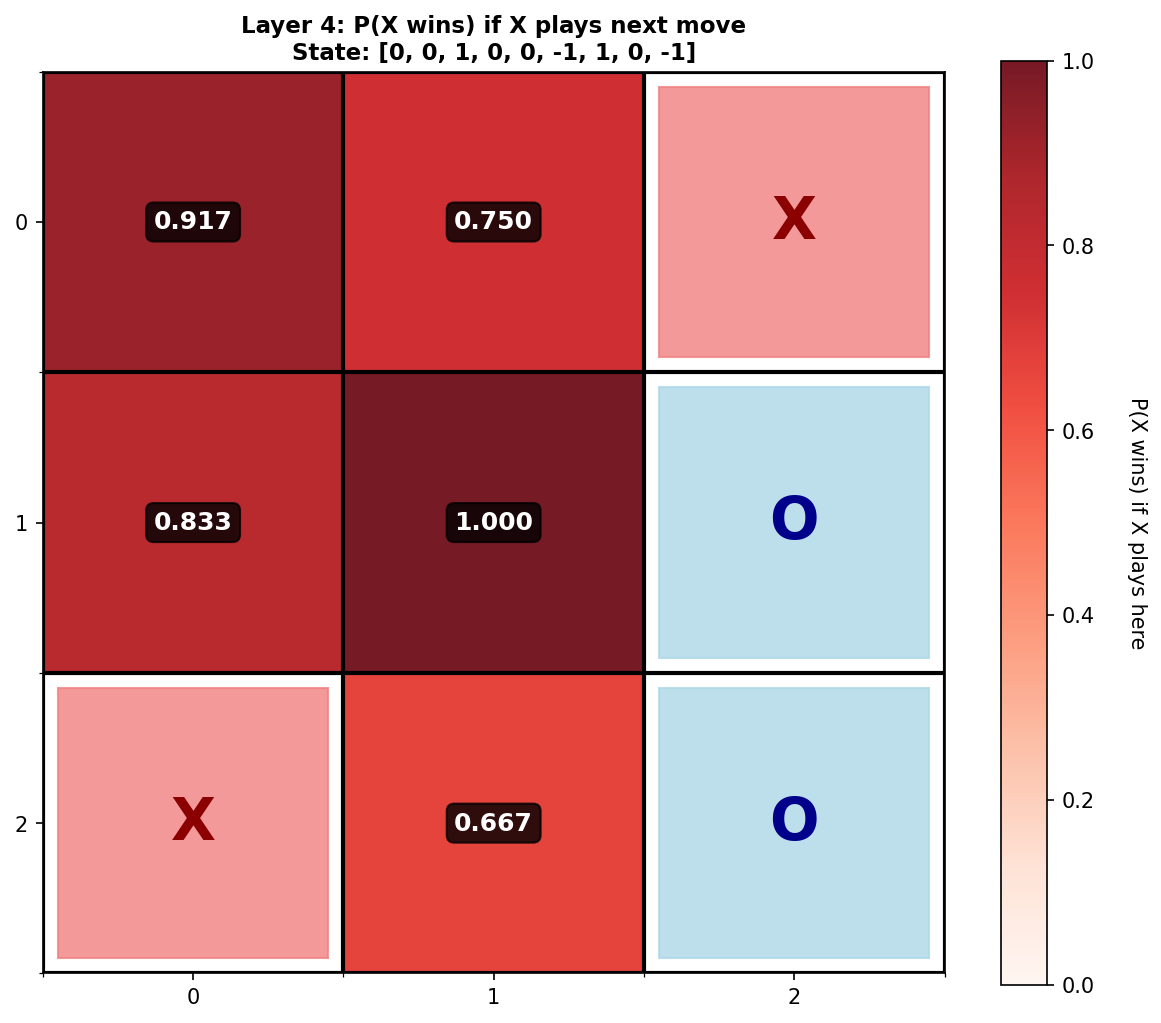 Layer 4: P(X wins) if X plays next move
State: [0, 0, 1, 0, 0, -1, 1, 0, -1]
0
0.917
0.750
X
1
0.833
1.000
O
2
X
0.667
O
0
1
2
1.0
0.8
0.6
0.4
0.2
0.0
P(X wins) if X plays here